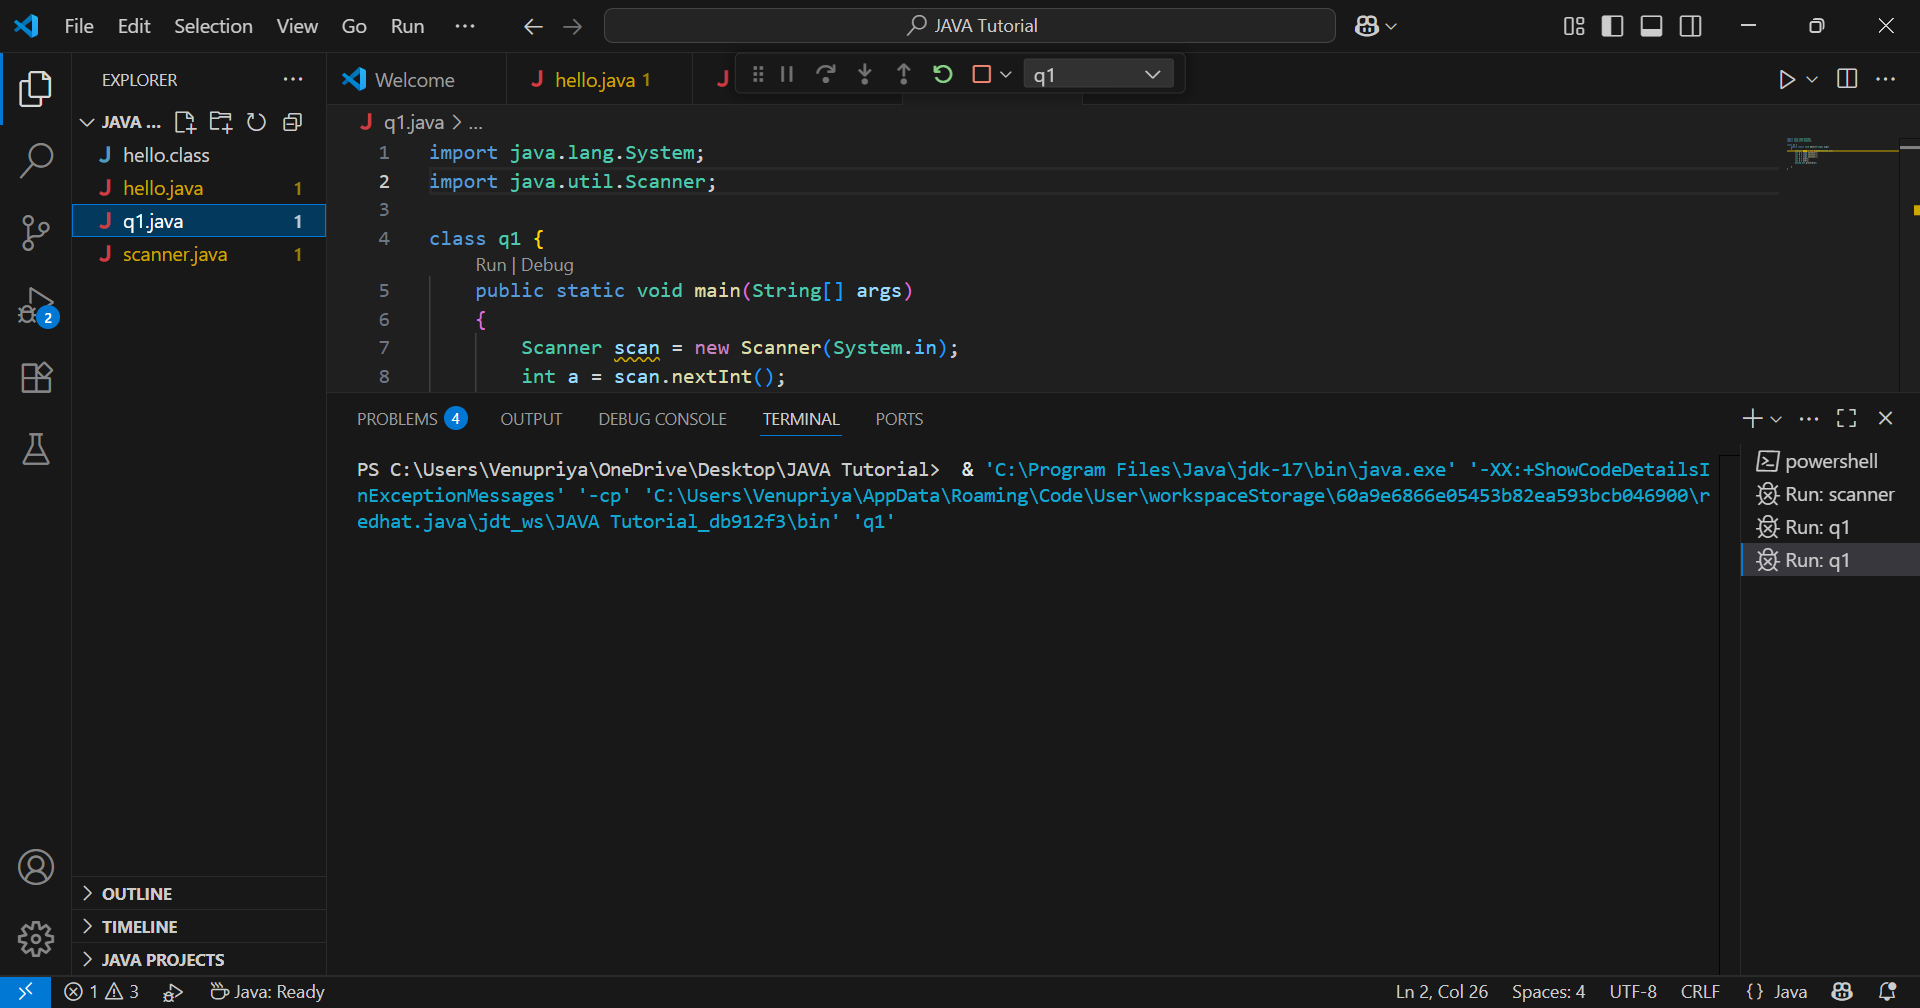 File Edit Selection View Go Run ...
JAVA Tutorial
EXPLORER
JAVA ...
hello.class
hello.java 1
q1.java 1
scanner.java 1
2
OUTLINE
TIMELINE
JAVA PROJECTS
Welcome
hello.java 1
q1
q1.java > ...
1 import java.lang.System;
2 import java.util.Scanner;
3
4 class q1 {
Run | Debug
5 public static void main(String[] args)
6 {
7 Scanner scan = new Scanner(System.in);
8 int a = scan.nextInt();
PROBLEMS 4 OUTPUT DEBUG CONSOLE TERMINAL PORTS
PS C:\Users\Venupriya\OneDrive\Desktop\JAVA Tutorial> & 'C:\Program Files\Java\jdk-17\bin\java.exe' '-XX:+ShowCodeDetailsI
nExceptionMessages' '-cp' 'C:\Users\Venupriya\AppData\Roaming\Code\User\workspaceStorage\60a9e6866e05453b82ea593bcb046900\r
edhat.java\jdt_ws\JAVA Tutorial_db912f3\bin' 'q1'
powershell
Run: scanner
Run: q1
Run: q1
1 3 Java: Ready
Ln 2, Col 26 Spaces: 4 UTF-8 CRLF {} Java